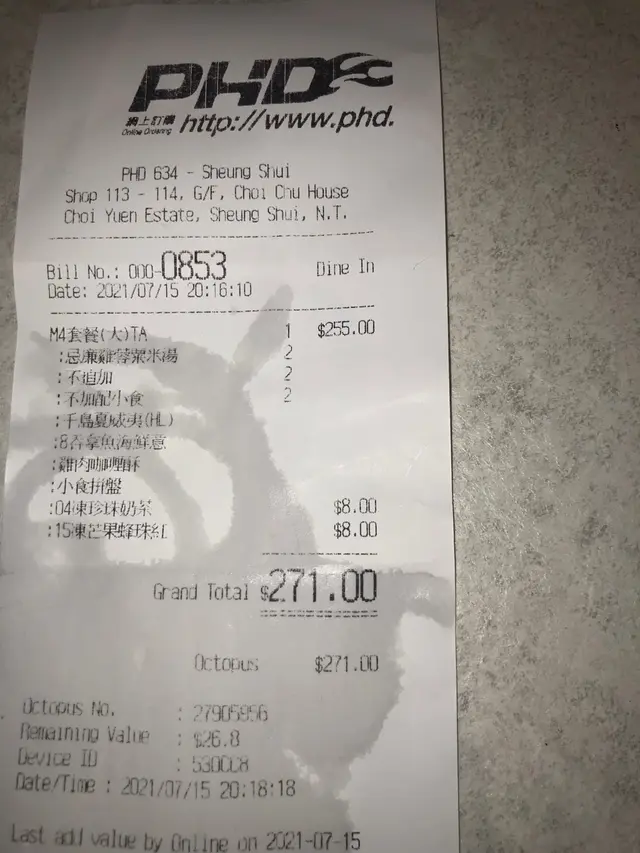 PHD
網上訂購
Online Ordering http://www.phd.
PHD 634 - Sheung Shui
Shop 113 - 114, G/F, Choi Chu House
Choi Yuen Estate, Sheung Shui, N.T.
Bill No.: 000-0853 Dine In
Date: 2021/07/15 20:16:10
M4套餐(大)TA 1 $255.00
:忌廉雞蓉粟米湯 2
:不追加 2
:不加配小食 2
:千島夏威夷(HL)
:8吞拿魚海鮮意
:雞肉咖喱酥
:小食拼盤
:04凍珍珠奶茶 $8.00
:15凍芒果蜂珠紅 $8.00
Grand Total $271.00
Octopus $271.00
Octopus No. : 27905956
Remaining Value : $26.8
Device ID :
Date/Time : 2021/07/15 20:18:18
Last add value by Online on 2021-07-15